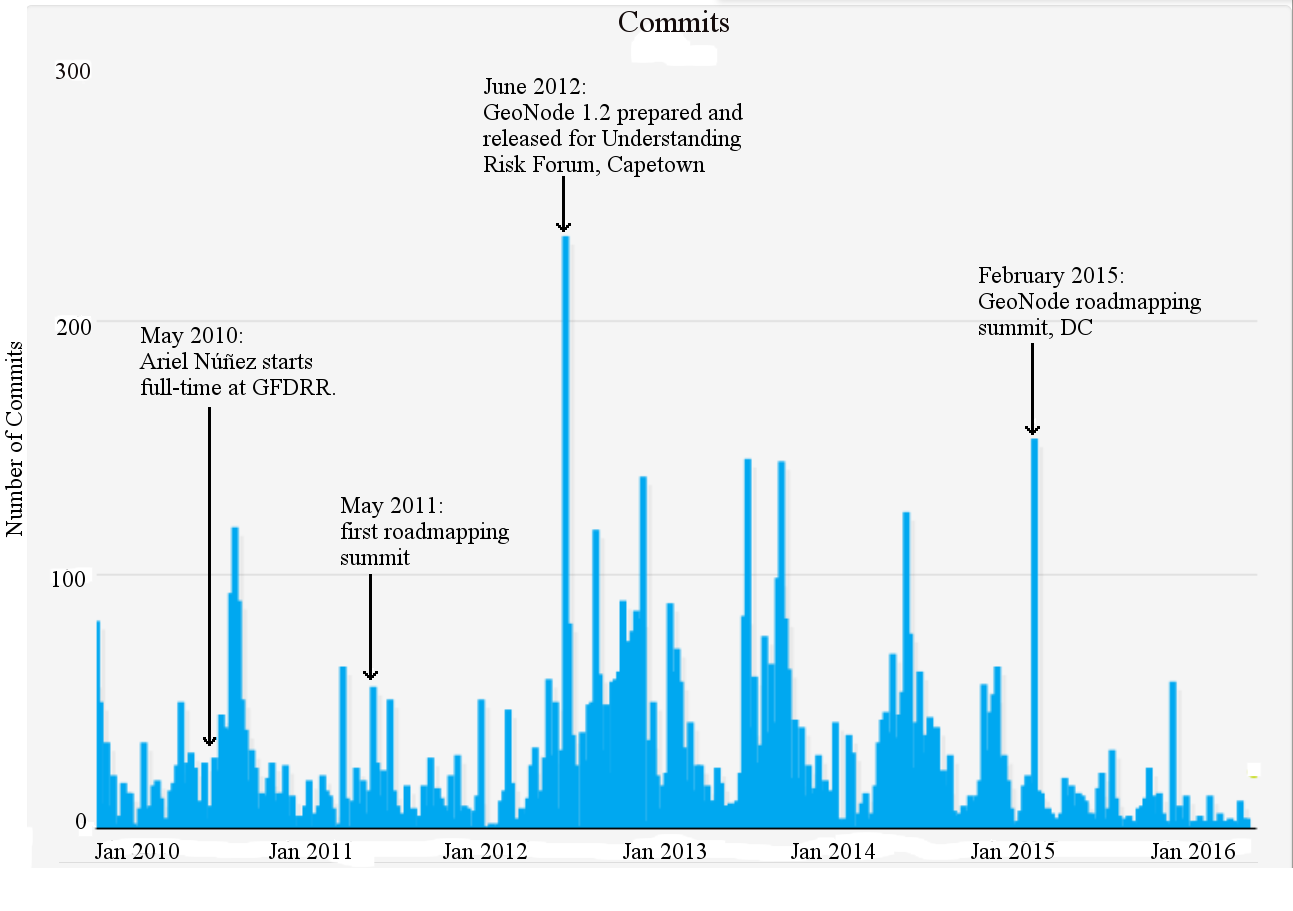 Commits
300
June 2012:
GeoNode 1.2 prepared and
released for Understanding
Risk Forum, Capetown
February 2015:
GeoNode roadmapping
summit, DC
200
May 2010:
Ariel Núñez starts
full-time at GFDRR.
Number of Commits
May 2011:
first roadmapping
summit
100
0
Jan 2010 Jan 2011 Jan 2012 Jan 2013 Jan 2014 Jan 2015 Jan 2016